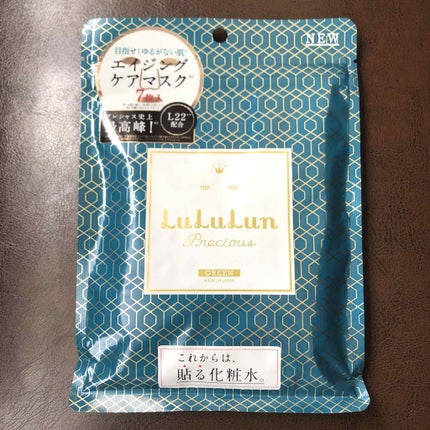 NEW
目指せ!ゆるがない肌
エイジング
ケアマスク
7枚入
プレシャス史上
最高峰!
L22
配合
LuLuLun
Precious
GREEN
MADE IN JAPAN
これからは、
貼る化粧水。